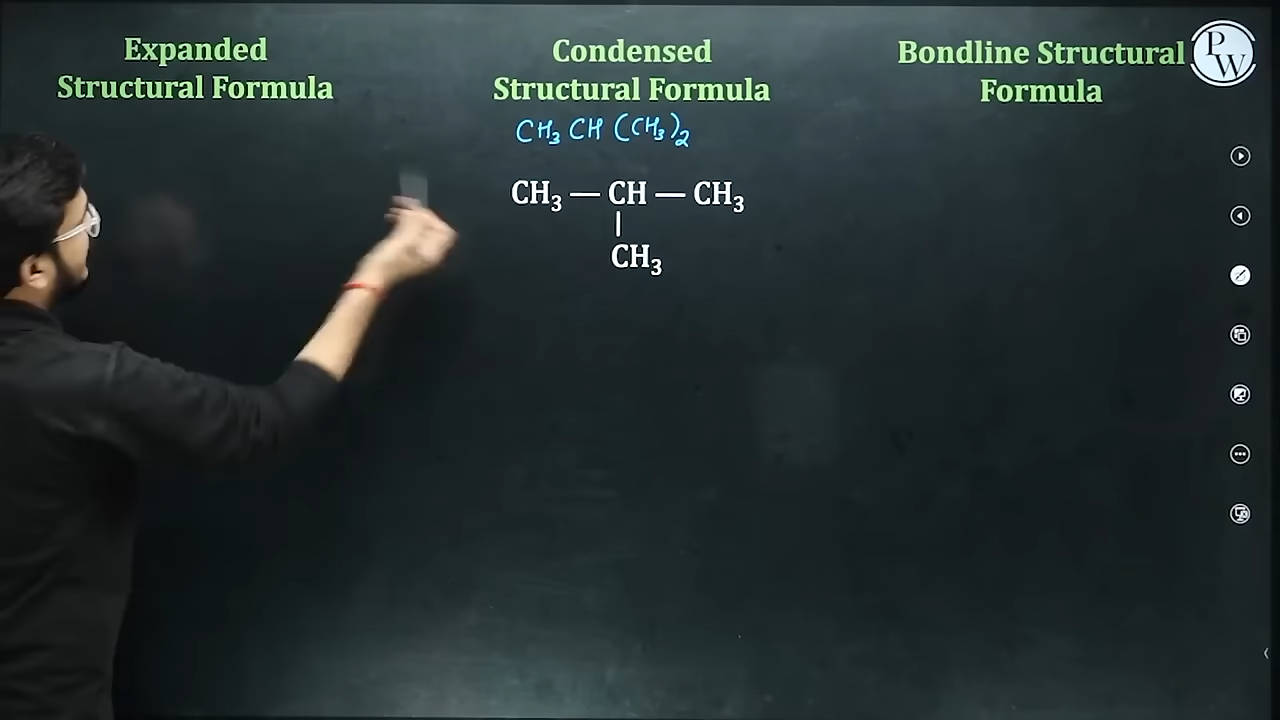 Expanded
Structural Formula
Condensed
Structural Formula
Bondline Structural
Formula
PW
CH₃ CH (CH₃)₂
CH₃ — CH — CH₃
|
CH₃